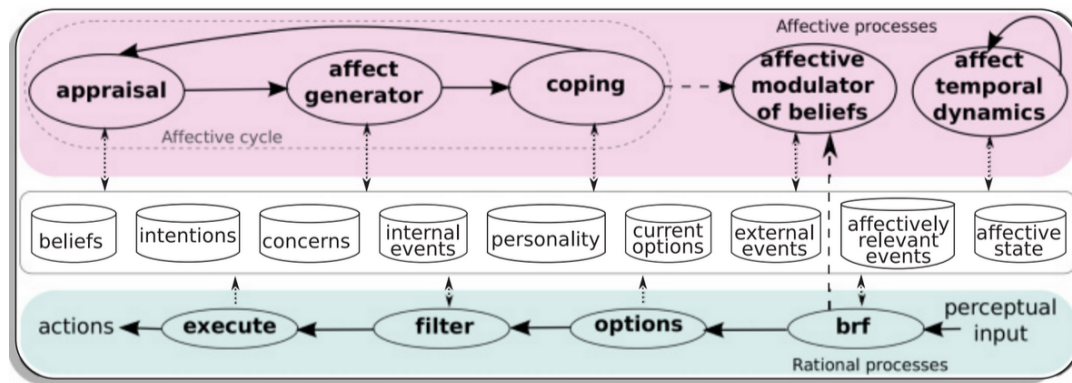 Affective processes
appraisal
affect
generator
coping
affective
modulator
of beliefs
affect
temporal
dynamics
Affective cycle
beliefs
intentions
concerns
internal
events
personality
current
options
external
events
affectively
relevant
events
affective
state
actions
execute
filter
options
brf
perceptual
input
Rational processes